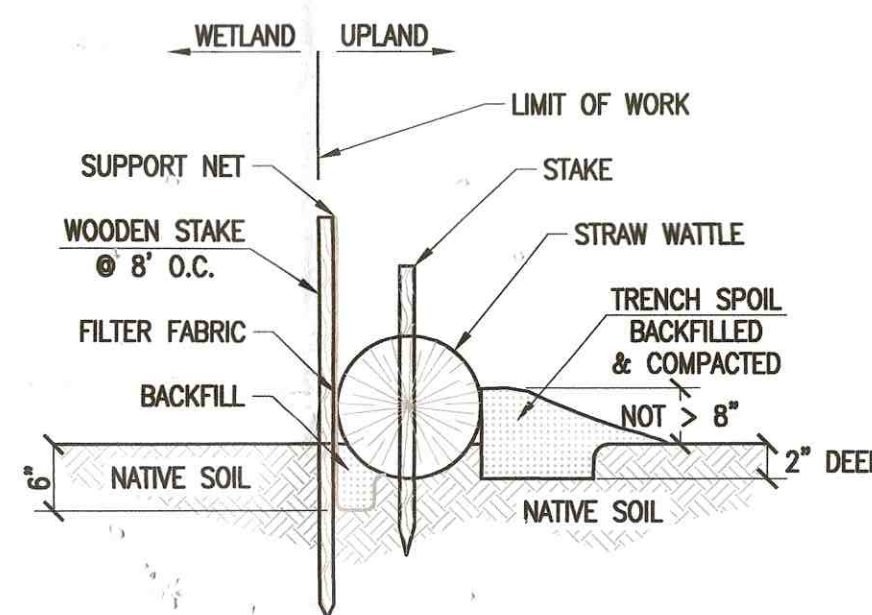 WETLAND UPLAND
LIMIT OF WORK
SUPPORT NET
STAKE
WOODEN STAKE
@ 8' O.C.
STRAW WATTLE
TRENCH SPOIL
BACKFILLED
& COMPACTED
FILTER FABRIC
BACKFILL
NOT > 8"
6"
NATIVE SOIL
2" DEEP
NATIVE SOIL